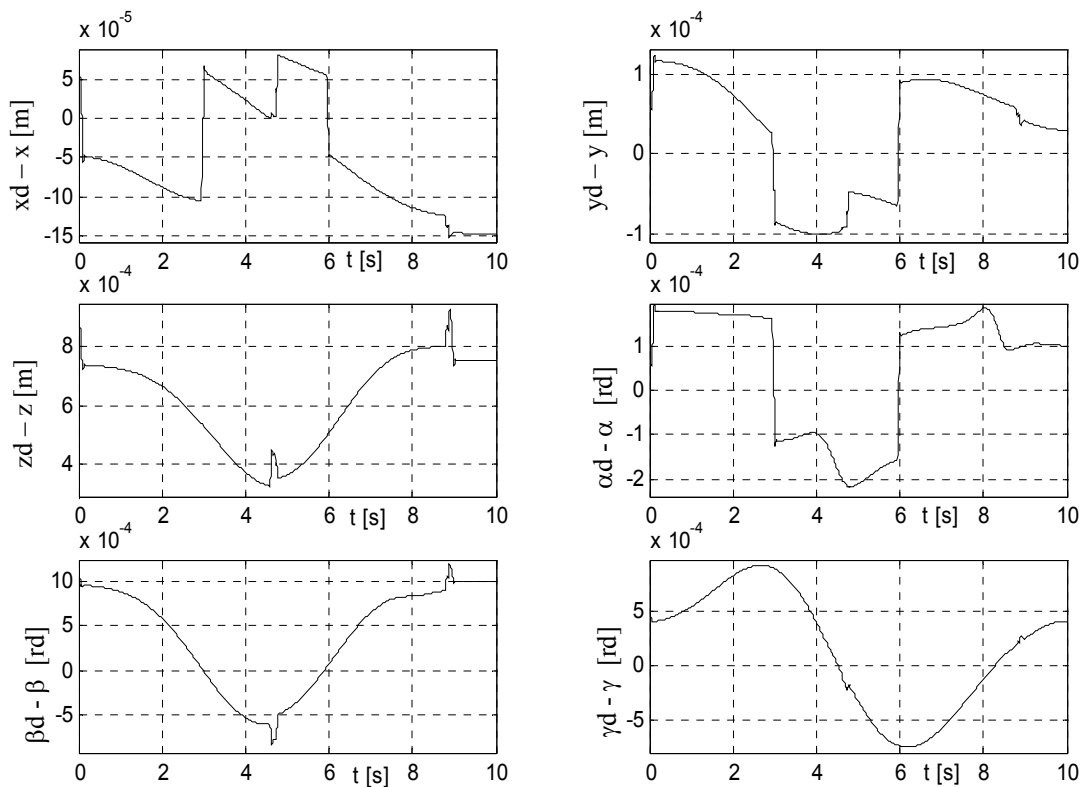 x 10 -5
xd – x [m]
5
0
-5
-10
-15
0 2 4 6 8 10
t [s]
x 10 -4
yd – y [m]
1
0
-1
0 2 4 6 8 10
t [s]
x 10 -4
zd – z [m]
8
6
4
0 2 4 6 8 10
t [s]
x 10 -4
αd - α [rd]
1
0
-1
-2
0 2 4 6 8 10
t [s]
x 10 -4
βd - β [rd]
10
5
0
-5
0 2 4 6 8 10
t [s]
x 10 -4
γd - γ [rd]
5
0
-5
0 2 4 6 8 10
t [s]